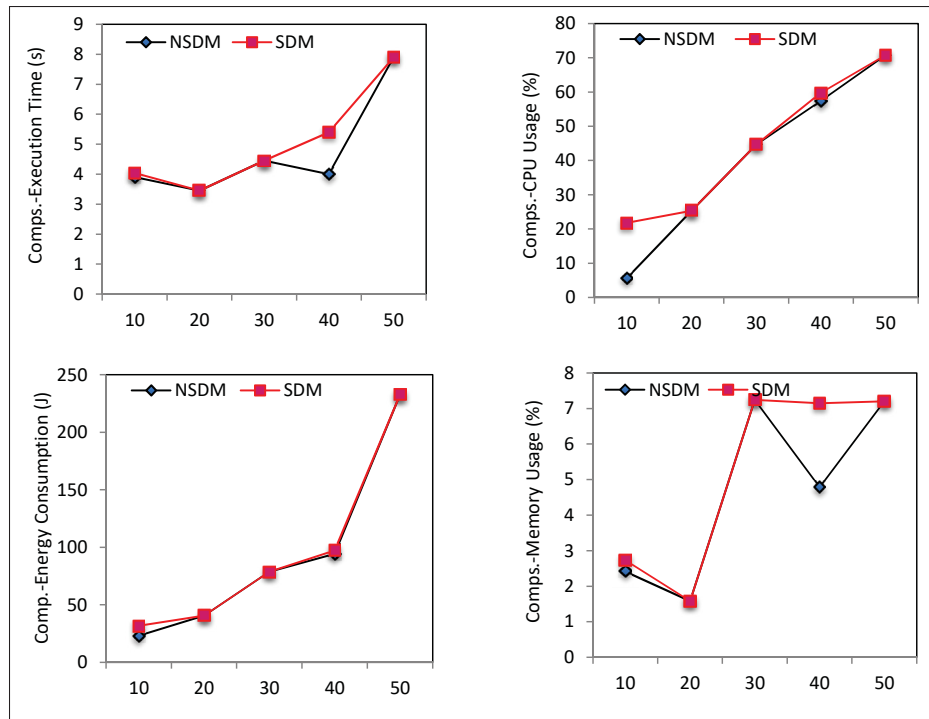 Comps.-Execution Time (s)
9
8
7
6
5
4
3
2
1
0
NSDM SDM
10 20 30 40 50
Comps.-CPU Usage (%)
80
70
60
50
40
30
20
10
0
NSDM SDM
10 20 30 40 50
Comp.-Energy Consumption (J)
250
200
150
100
50
0
NSDM SDM
10 20 30 40 50
Comps.-Memory Usage (%)
8
7
6
5
4
3
2
1
0
NSDM SDM
10 20 30 40 50